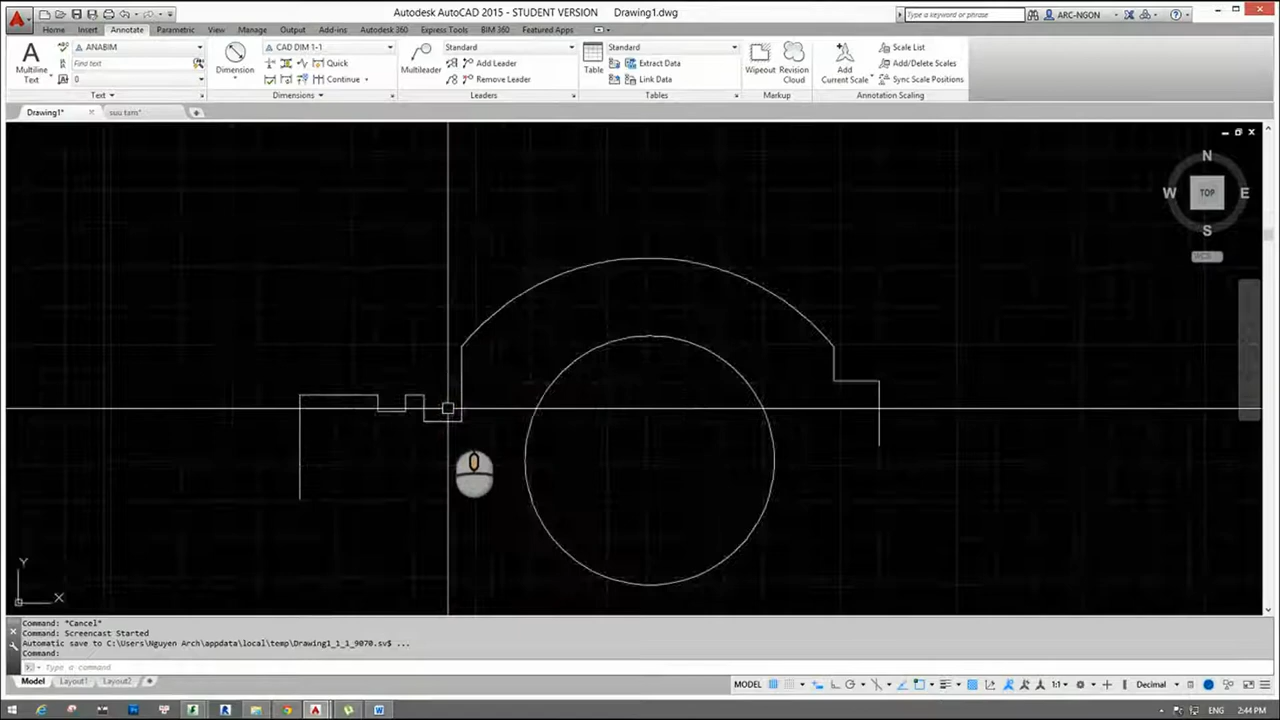 Autodesk AutoCAD 2015 - STUDENT VERSION Drawing1.dwg
Type a keyword or phrase
ARC-NGON
Home Insert Annotate Parametric View Manage Output Add-ins Autodesk 360 Express Tools BIM 360 Featured Apps
ANABIM
CAD DIM 1-1
Standard
Standard
Scale List
Find text
Quick
Add Leader
Extract Data
Add/Delete Scales
Multiline
Text
0
Dimension
Continue
Multileader
Remove Leader
Table
Link Data
Wipeout
Revision
Cloud
Add
Current Scale
Sync Scale Positions
Text
Dimensions
Leaders
Tables
Markup
Annotation Scaling
Drawing1*
suu tam*
N
W TOP E
S
WCS
Y
X
Command: *Cancel*
Command: Screencast Started
Automatic save to C:\Users\Nguyen Arch\appdata\local\temp\Drawing1_1_1_9070.sv$ ...
Command:
Type a command
Model Layout1 Layout2
MODEL
1:1
Decimal
ENG 2:44 PM